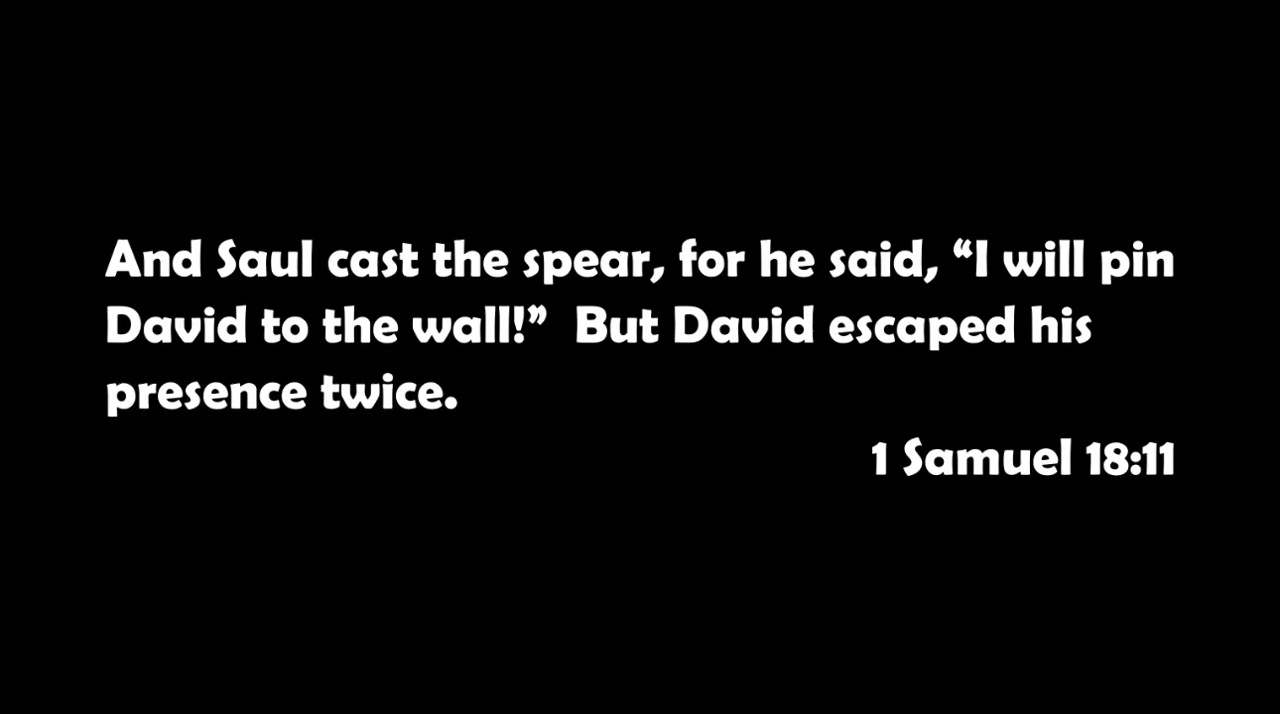 And Saul cast the spear, for he said, “I will pin
David to the wall!”  But David escaped his
presence twice.
1 Samuel 18:11